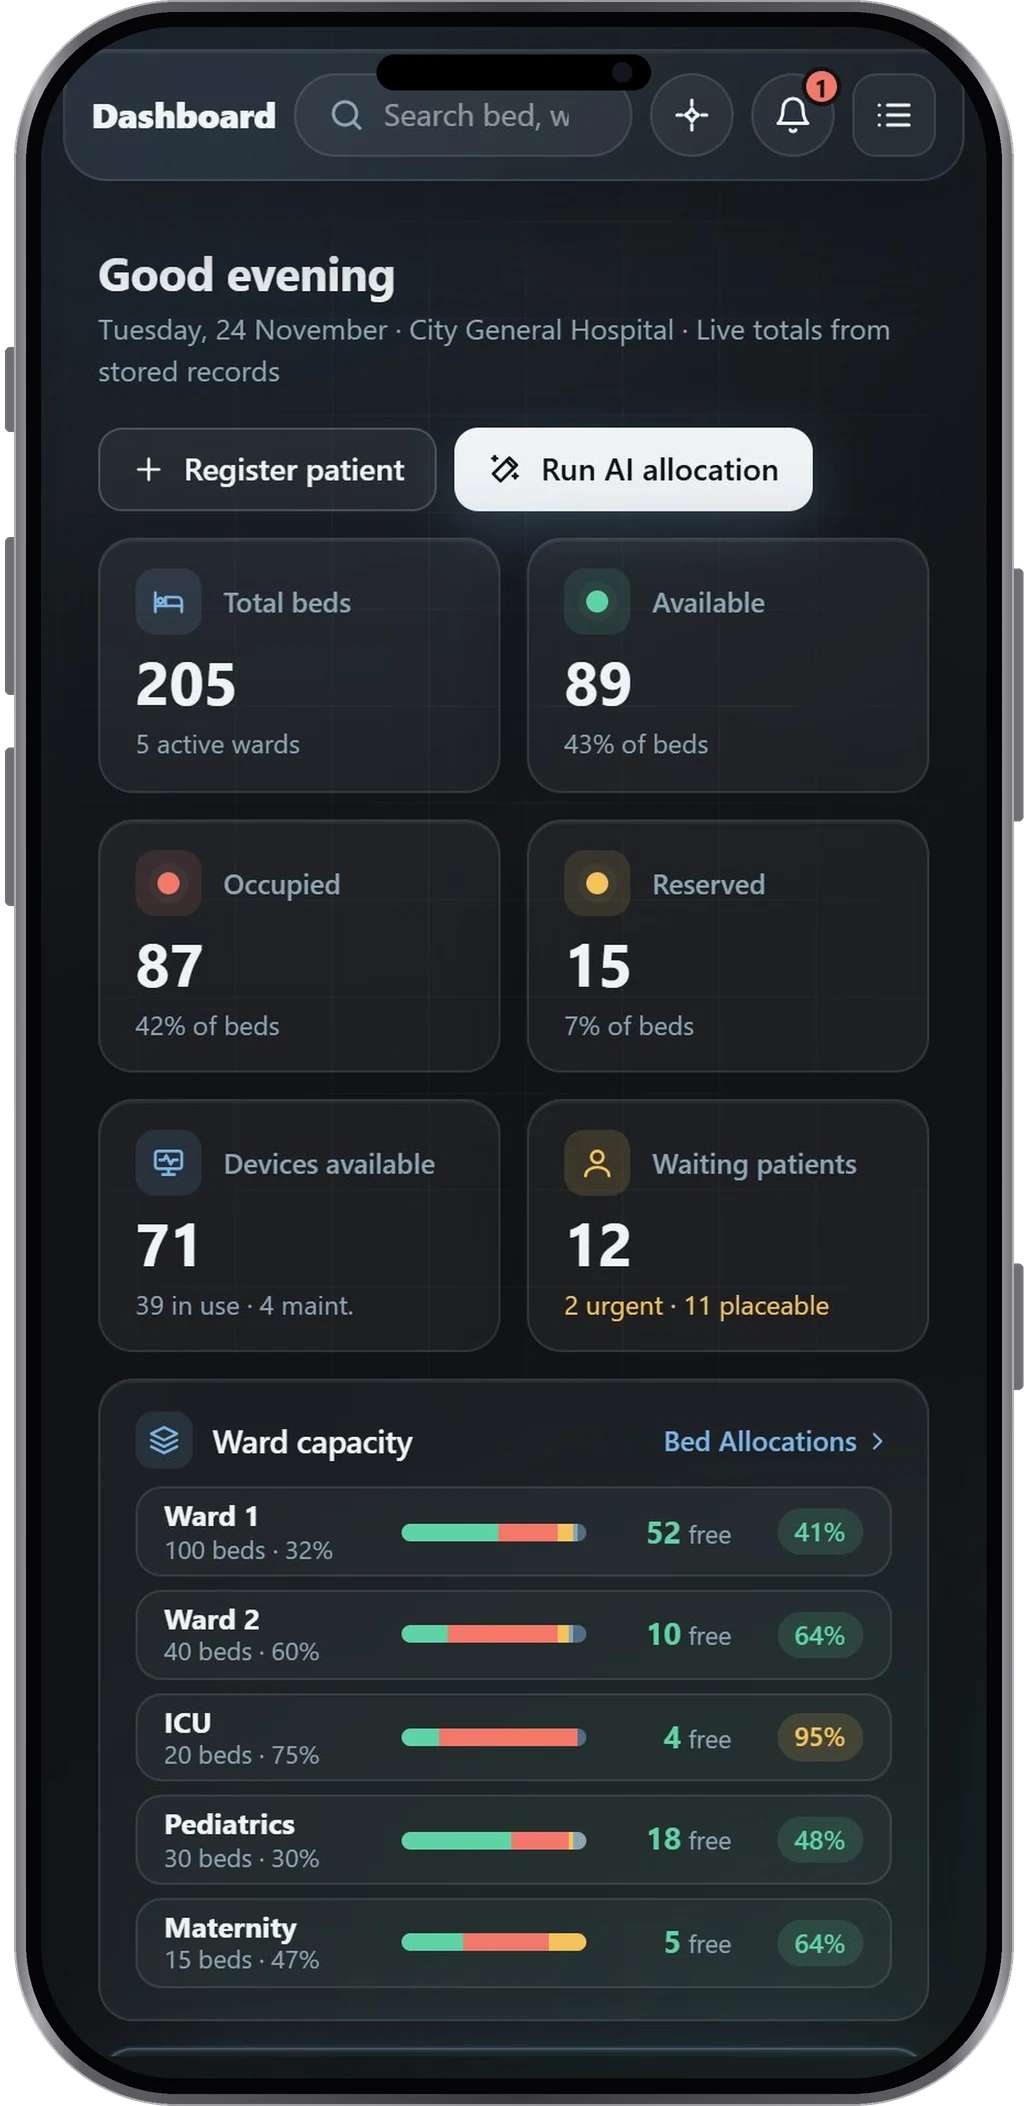 Dashboard
Search bed, w
1
Good evening
Tuesday, 24 November · City General Hospital · Live totals from
stored records
Register patient
Run AI allocation
Total beds
205
5 active wards
Available
89
43% of beds
Occupied
87
42% of beds
Reserved
15
7% of beds
Devices available
71
39 in use · 4 maint.
Waiting patients
12
2 urgent · 11 placeable
Ward capacity
Bed Allocations
Ward 1
100 beds · 32%
52 free
41%
Ward 2
40 beds · 60%
10 free
64%
ICU
20 beds · 75%
4 free
95%
Pediatrics
30 beds · 30%
18 free
48%
Maternity
15 beds · 47%
5 free
64%